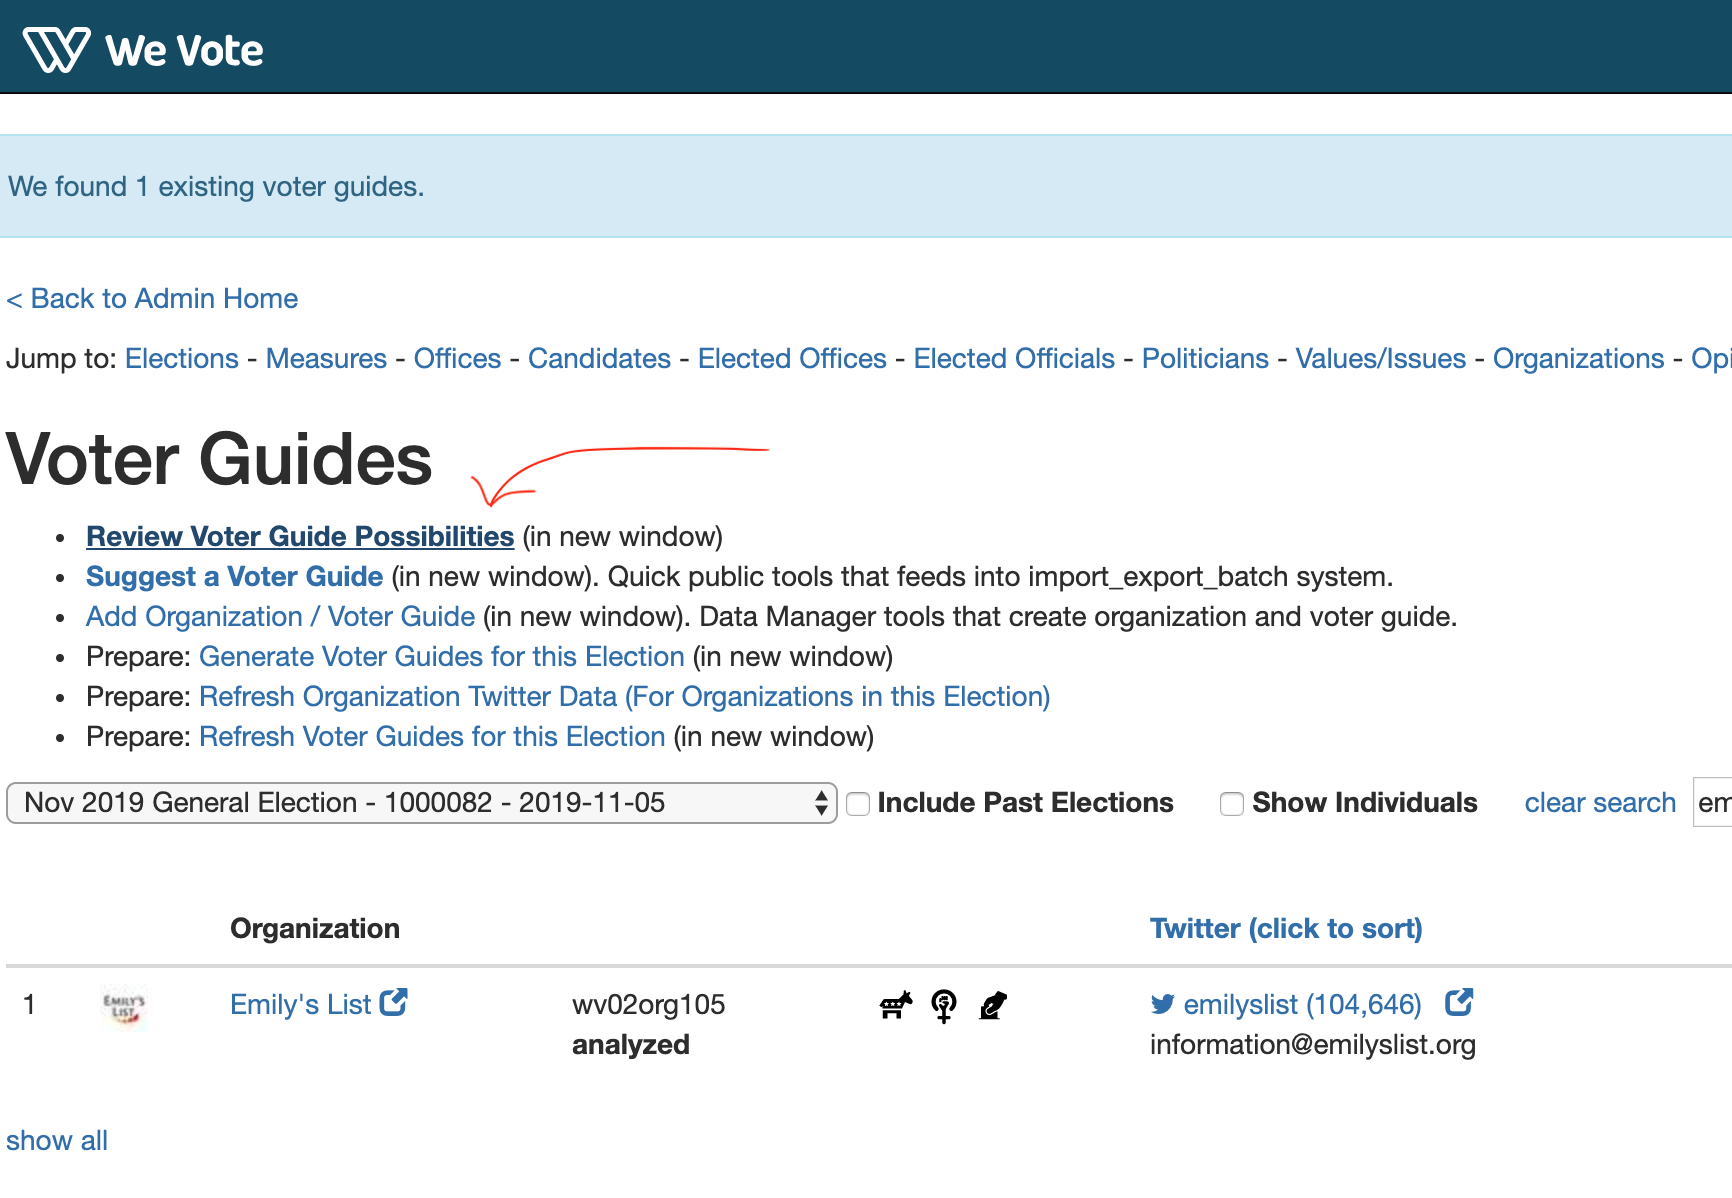 We Vote
We found 1 existing voter guides.
< Back to Admin Home
Jump to: Elections - Measures - Offices - Candidates - Elected Offices - Elected Officials - Politicians - Values/Issues - Organizations - Opi
Voter Guides
• Review Voter Guide Possibilities (in new window)
• Suggest a Voter Guide (in new window). Quick public tools that feeds into import_export_batch system.
• Add Organization / Voter Guide (in new window). Data Manager tools that create organization and voter guide.
• Prepare: Generate Voter Guides for this Election (in new window)
• Prepare: Refresh Organization Twitter Data (For Organizations in this Election)
• Prepare: Refresh Voter Guides for this Election (in new window)
Nov 2019 General Election - 1000082 - 2019-11-05 Include Past Elections Show Individuals clear search em
Organization Twitter (click to sort)
1 EMILY'S LIST Emily's List wv02org105 emilyslist (104,646)
analyzed information@emilyslist.org
show all